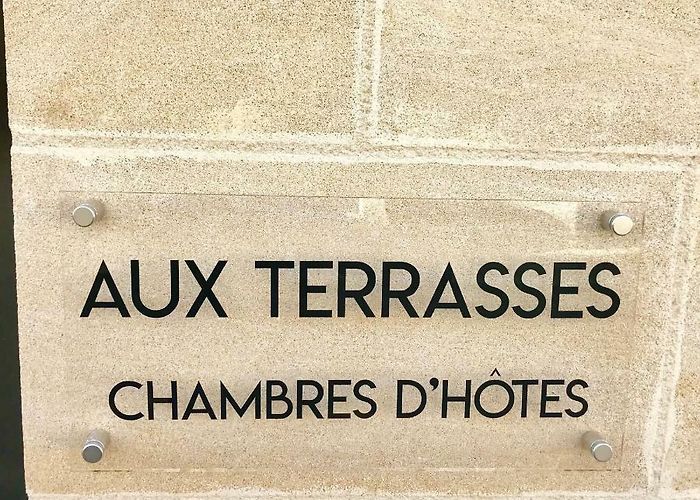 AUX TERRASSES
CHAMBRES D'HÔTES